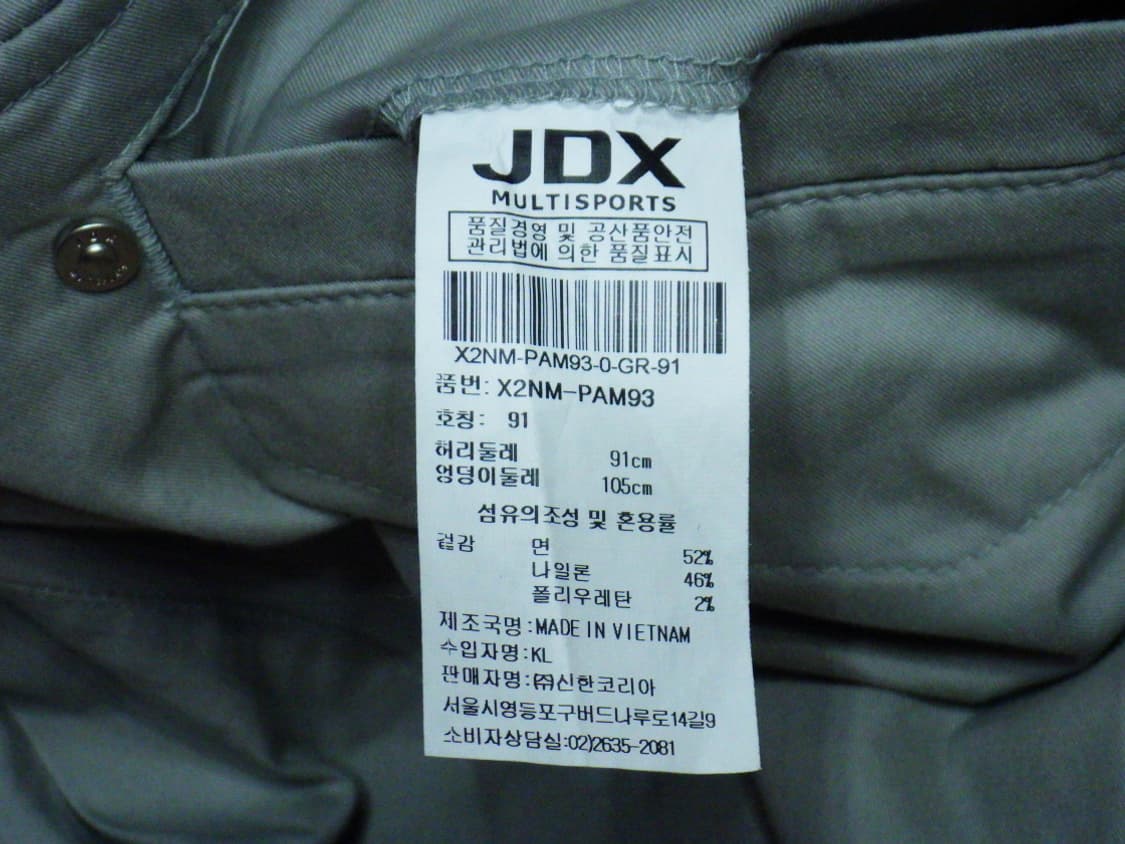 JDX
MULTISPORTS
품질경영 및 공산품안전
관리법에 의한 품질표시
X2NM-PAM93-0-GR-91
품번: X2NM-PAM93
호칭: 91
허리둘레 91cm
엉덩이둘레 105cm
섬유의조성 및 혼용률
겉감 면 52%
나일론 46%
폴리우레탄 2%
제조국명:MADE IN VIETNAM
수입자명:KL
판매자명:㈜신한코리아
서울시영등포구버드나루로14길9
소비자상담실:02)2635-2081